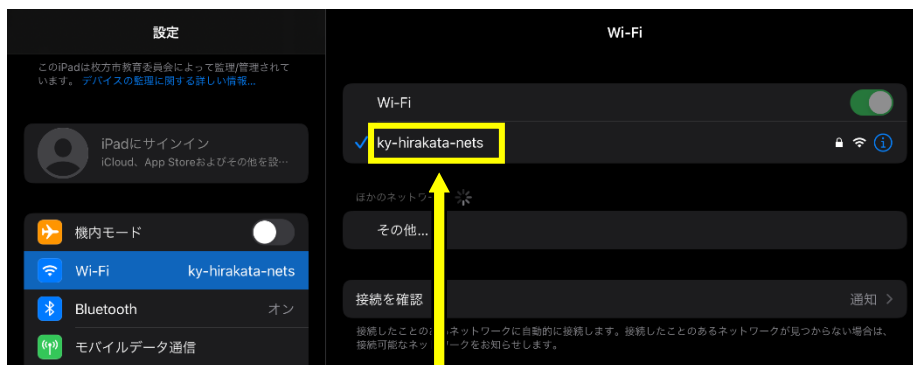 設定
このiPadは枚方市教育委員会によって監理/管理されて
います。デバイスの監理に関する詳しい情報...
iPadにサインイン
iCloud、App Storeおよびその他を設…
機内モード
Wi-Fi ky-hirakata-nets
Bluetooth オン
モバイルデータ通信
Wi-Fi
Wi-Fi
ky-hirakata-nets
ほかのネットワー
その他...
接続を確認 通知
接続したことの ネットワークに自動的に接続します。接続したことのあるネットワークが見つからない場合は、
接続可能なネッ ークをお知らせします。